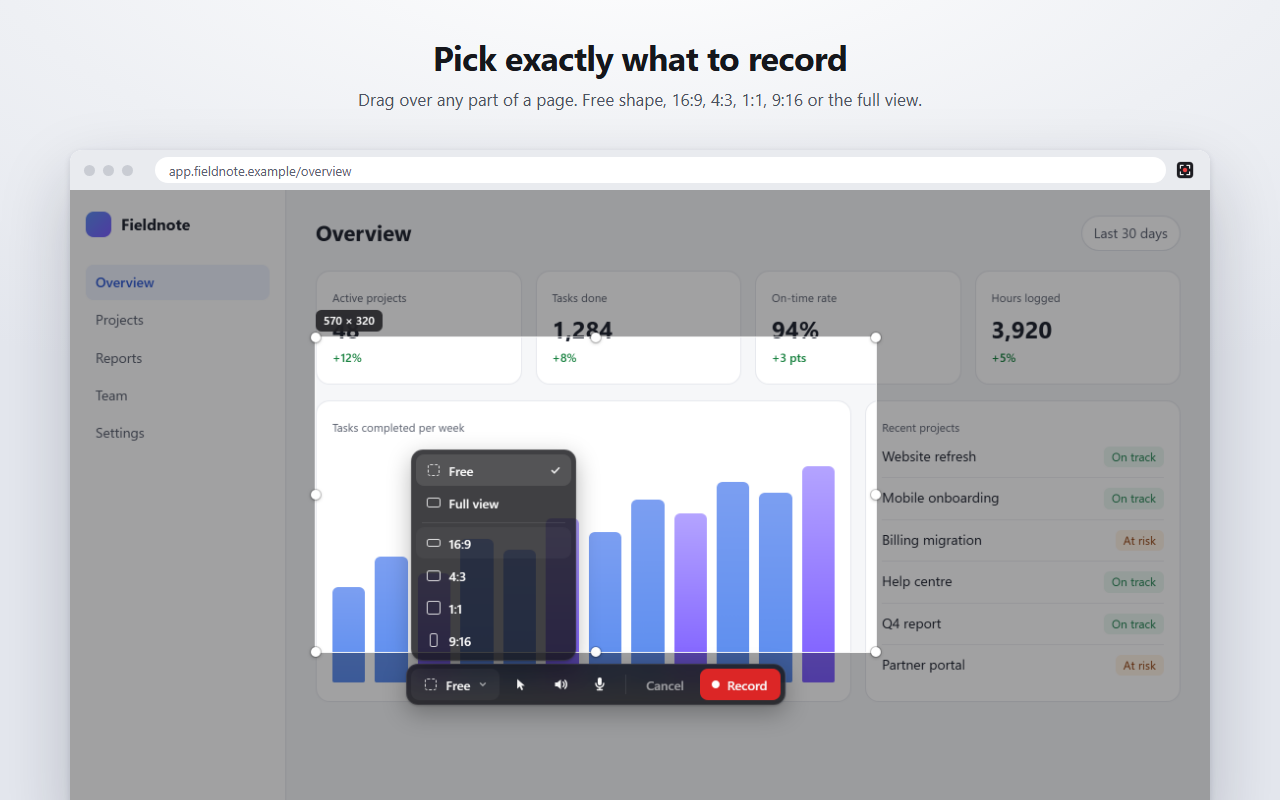 Pick exactly what to record
Drag over any part of a page. Free shape, 16:9, 4:3, 1:1, 9:16 or the full view.
app.fieldnote.example/overview
Fieldnote
Overview
Projects
Reports
Team
Settings
Overview
Last 30 days
Active projects
570 × 320
48
+12%
Tasks done
1,284
+8%
On-time rate
94%
+3 pts
Hours logged
3,920
+5%
Tasks completed per week
Free
Full view
16:9
4:3
1:1
9:16
Free
Cancel
Record
Recent projects
Website refresh On track
Mobile onboarding On track
Billing migration At risk
Help centre On track
Q4 report On track
Partner portal At risk